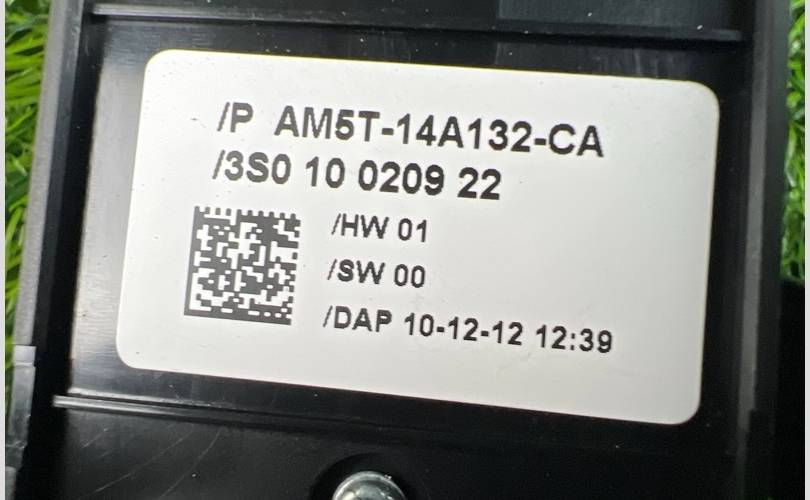 /P AM5T-14A132-CA
/3S0 10 0209 22
/HW 01
/SW 00
/DAP 10-12-12 12:39